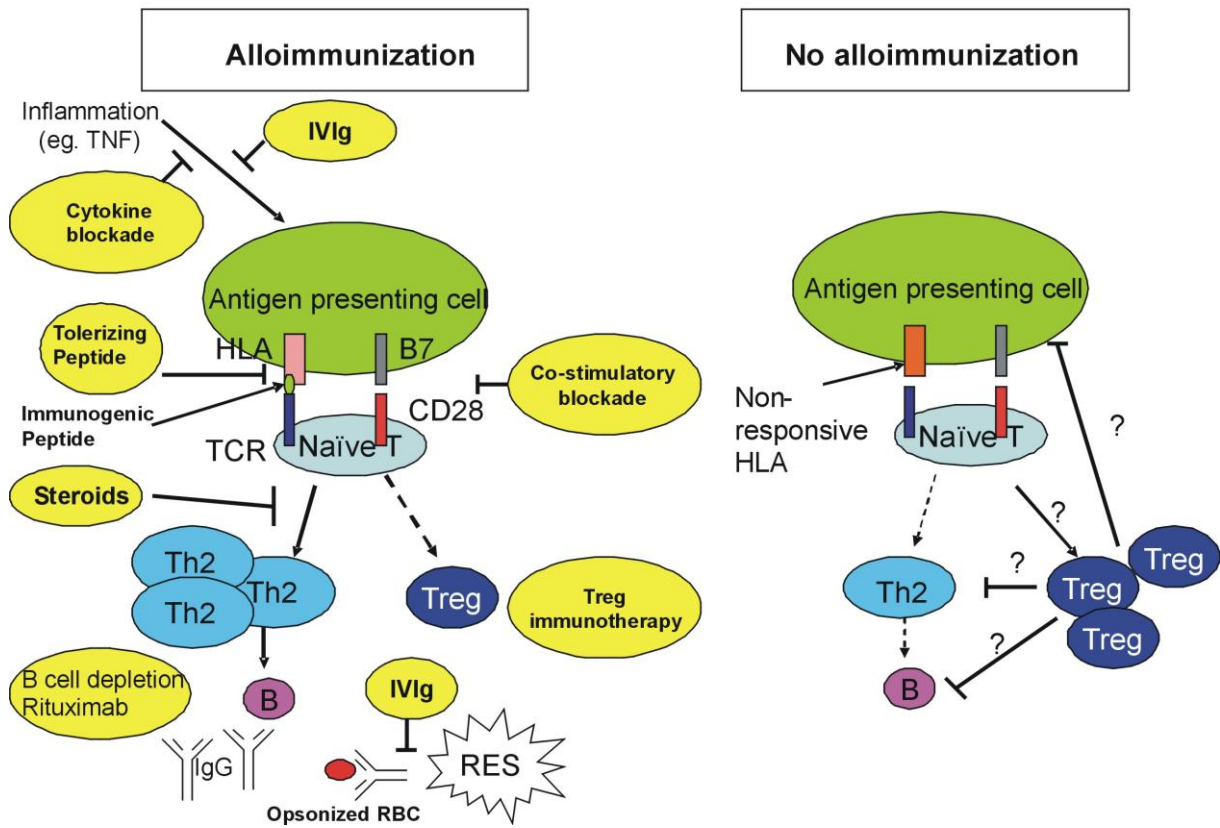 Alloimmunization
No alloimmunization
Inflammation
(eg. TNF)
IVIg
Cytokine
blockade
Antigen presenting cell
Tolerizing
Peptide
HLA
B7
Co-stimulatory
blockade
Immunogenic
Peptide
CD28
TCR
Naïve T
Steroids
Th2
Th2
Th2
Treg
Treg
immunotherapy
B cell depletion
Rituximab
B
IVIg
IgG
RES
Opsonized RBC
Antigen presenting cell
Non-
responsive
HLA
Naïve T
?
?
?
?
Th2
Treg
Treg
Treg
B